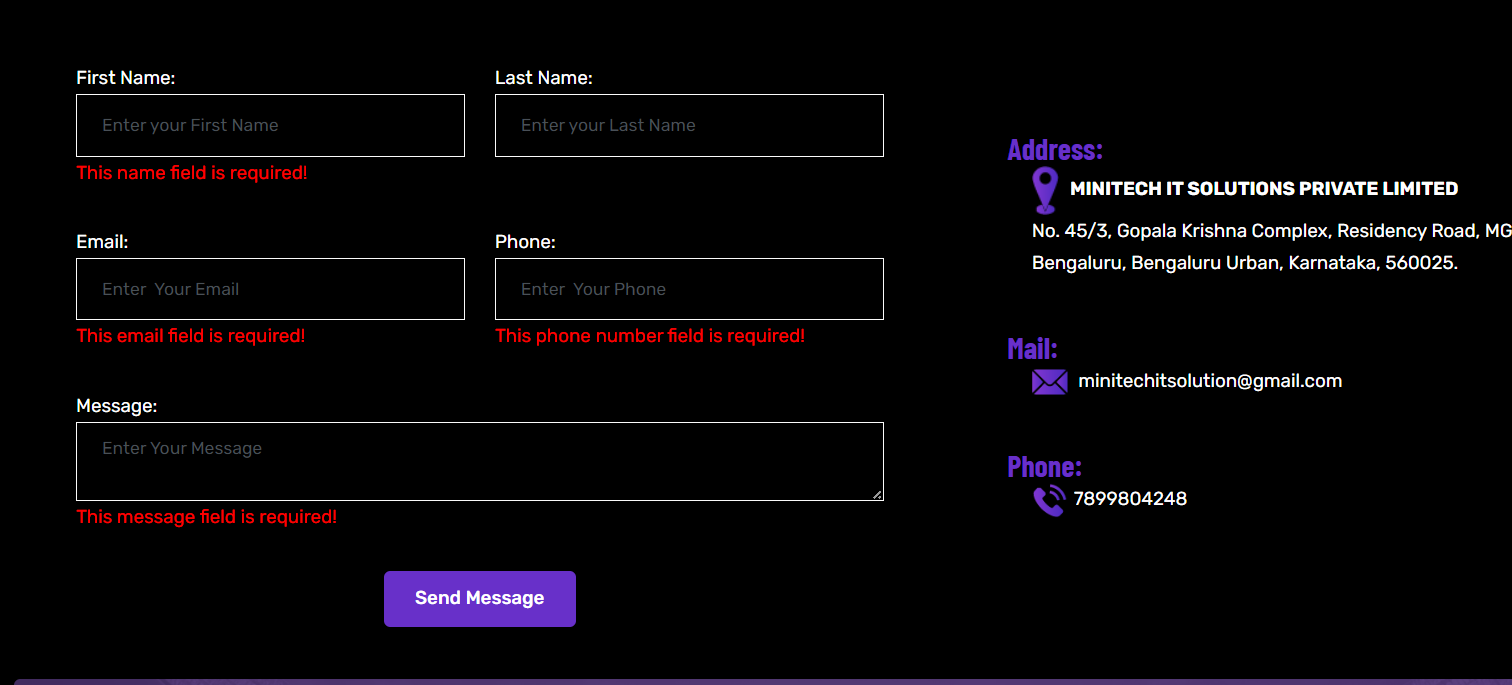 First Name:
Last Name:
Enter your First Name
Enter your Last Name
This name field is required!
Email:
Phone:
Enter  Your Email
Enter  Your Phone
This email field is required!
This phone number field is required!
Message:
Enter Your Message
This message field is required!
Send Message
Address:
MINITECH IT SOLUTIONS PRIVATE LIMITED
No. 45/3, Gopala Krishna Complex, Residency Road, MG
Bengaluru, Bengaluru Urban, Karnataka, 560025.
Mail:
minitechitsolution@gmail.com
Phone:
7899804248